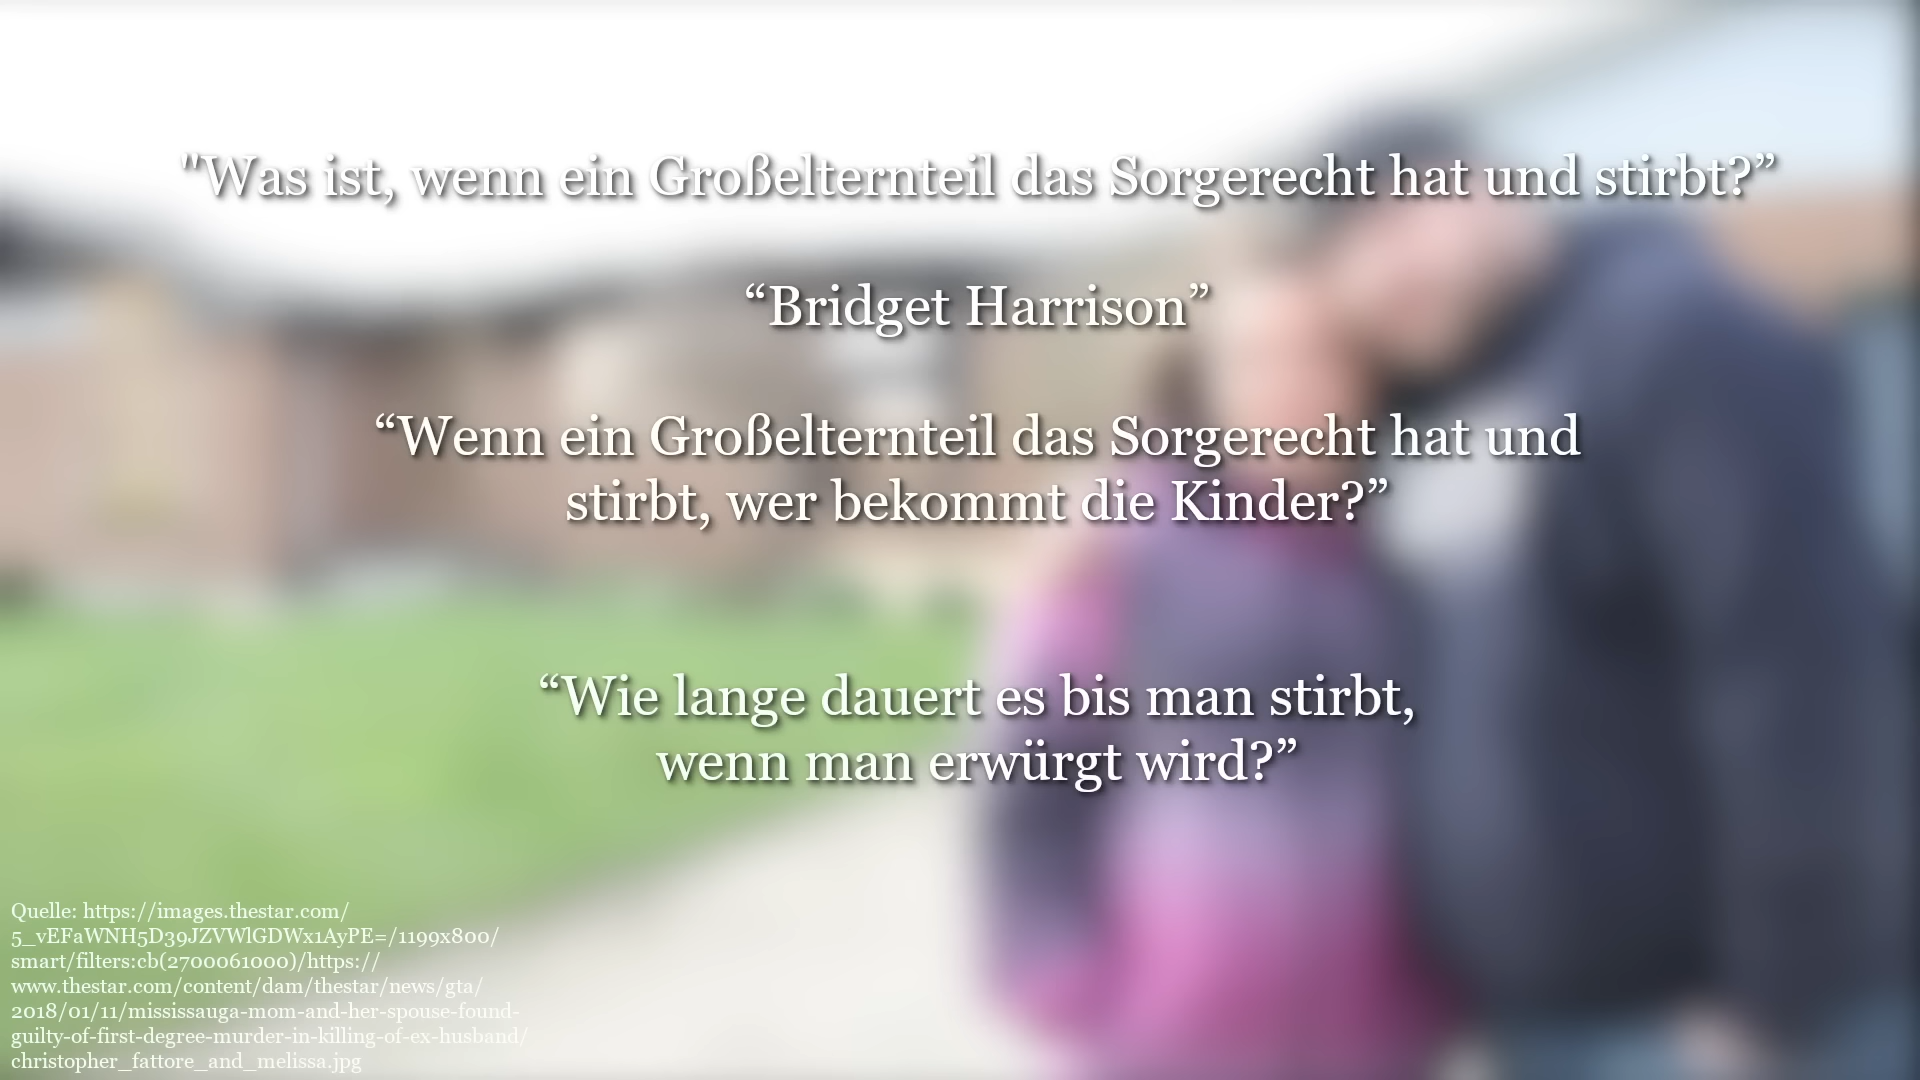 "Was ist, wenn ein Großelternteil das Sorgerecht hat und stirbt?”
“Bridget Harrison”
“Wenn ein Großelternteil das Sorgerecht hat und
stirbt, wer bekommt die Kinder?”
“Wie lange dauert es bis man stirbt,
wenn man erwürgt wird?”
Quelle: https://images.thestar.com/
5_vEFaWNH5D39JZVWlGDWx1AyPE=/1199x800/
smart/filters:cb(2700061000)/https://
www.thestar.com/content/dam/thestar/news/gta/
2018/01/11/mississauga-mom-and-her-spouse-found-
guilty-of-first-degree-murder-in-killing-of-ex-husband/
christopher_fattore_and_melissa.jpg